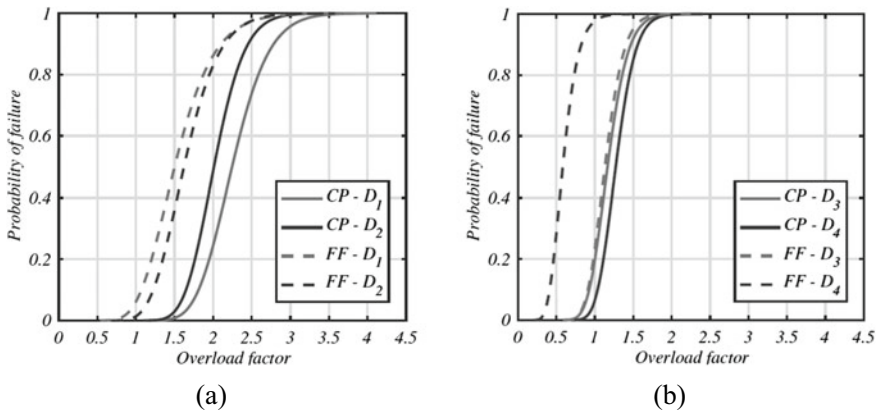 1
0.8
0.6
0.4
0.2
0
Probability of failure
CP - D1
CP - D2
FF - D1
FF - D2
0 0.5 1 1.5 2 2.5 3 3.5 4 4.5
Overload factor
(a)
1
0.8
0.6
0.4
0.2
0
Probability of failure
CP - D3
CP - D4
FF - D3
FF - D4
0 0.5 1 1.5 2 2.5 3 3.5 4 4.5
Overload factor
(b)